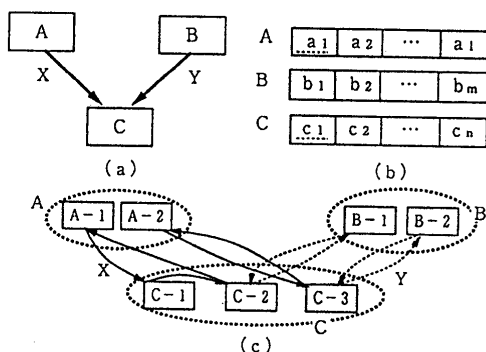 A
B
X
Y
C
(a)
A a1 a2 ⋯ al
B b1 b2 ⋯ bm
C c1 c2 ⋯ cn
(b)
A
A-1 A-2
B-1 B-2
B
X
Y
C-1 C-2 C-3
C
(c)